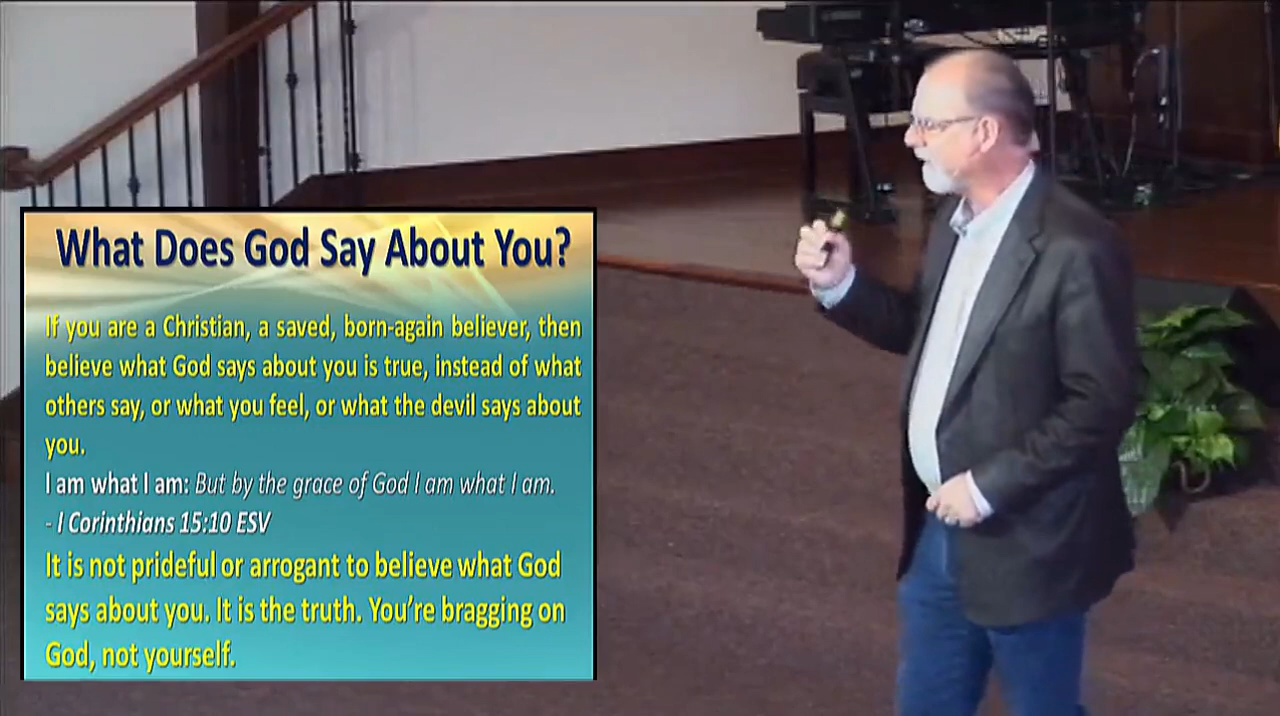 What Does God Say About You?
If you are a Christian, a saved, born-again believer, then
believe what God says about you is true, instead of what
others say, or what you feel, or what the devil says about
you.
I am what I am: But by the grace of God I am what I am.
- I Corinthians 15:10 ESV
It is not prideful or arrogant to believe what God
says about you. It is the truth. You’re bragging on
God, not yourself.